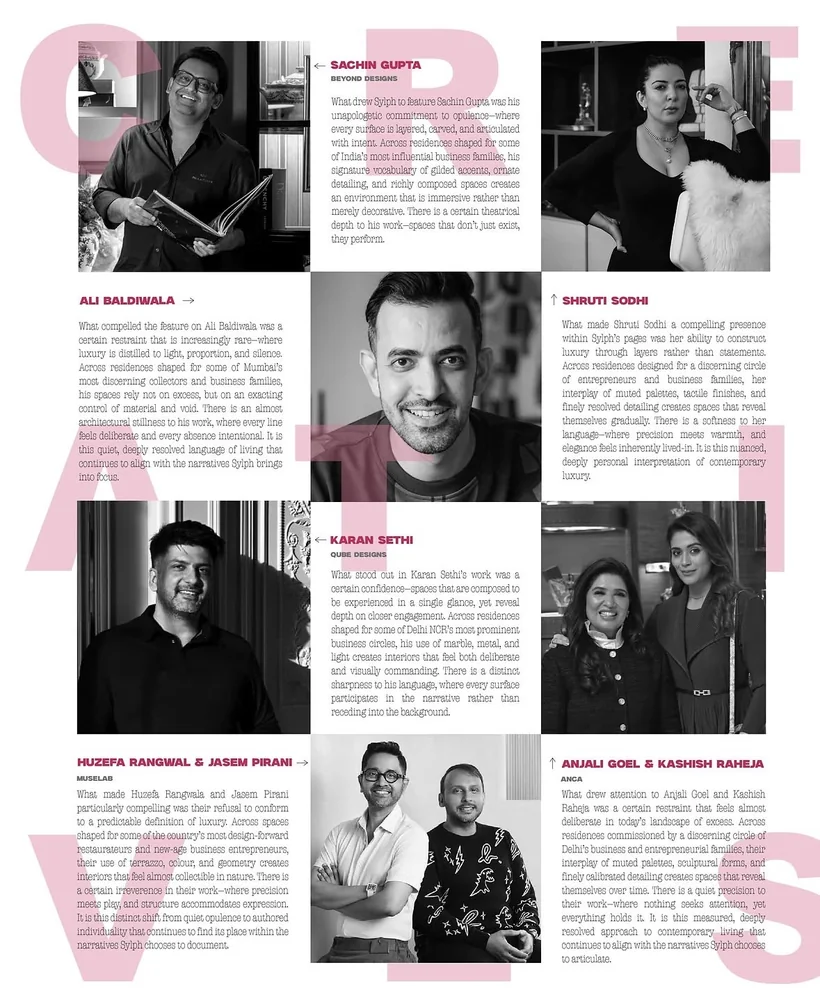 C R E
← SACHIN GUPTA
BEYOND DESIGNS
What drew Sylph to feature Sachin Gupta was his
unapologetic commitment to opulence—where
every surface is layered, carved, and articulated
with intent. Across residences shaped for some
of India's most influential business families, his
signature vocabulary of gilded accents, ornate
detailing, and richly composed spaces creates
an environment that is immersive rather than
merely decorative. There is a certain theatrical
depth to his work—spaces that don't just exist,
they perform.
ALI BALDIWALA →
What compelled the feature on Ali Baldiwala was a
certain restraint that is increasingly rare—where
luxury is distilled to light, proportion, and silence.
Across residences shaped for some of Mumbai's
most discerning collectors and business families,
his spaces rely not on excess, but on an exacting
control of material and void. There is an almost
architectural stillness to his work, where every line
feels deliberate and every absence intentional. It is
this quiet, deeply resolved language of living that
continues to align with the narratives Sylph brings
into focus.
↑ SHRUTI SODHI
What made Shruti Sodhi a compelling presence
within Sylph's pages was her ability to construct
luxury through layers rather than statements.
Across residences designed for a discerning circle
of entrepreneurs and business families, her
interplay of muted palettes, tactile finishes, and
finely resolved detailing creates spaces that reveal
themselves gradually. There is a softness to her
language—where precision meets warmth, and
elegance feels inherently lived-in. It is this nuanced,
deeply personal interpretation of contemporary
luxury.
A T I
← KARAN SETHI
QUBE DESIGNS
What stood out in Karan Sethi's work was a
certain confidence—spaces that are composed to
be experienced in a single glance, yet reveal
depth on closer engagement. Across residences
shaped for some of Delhi NCR's most prominent
business circles, his use of marble, metal, and
light creates interiors that feel both deliberate
and visually commanding. There is a distinct
sharpness to his language, where every surface
participates in the narrative rather than
receding into the background.
HUZEFA RANGWAL & JASEM PIRANI →
MUSELAB
What made Huzefa Rangwala and Jasem Pirani
particularly compelling was their refusal to conform
to a predictable definition of luxury. Across spaces
shaped for some of the country's most design-forward
restaurateurs and new-age business entrepreneurs,
their use of terrazzo, colour, and geometry creates
interiors that feel almost collectible in nature. There is
a certain irreverence in their work—where precision
meets play, and structure accommodates expression.
It is this distinct shift from quiet opulence to authored
individuality that continues to find its place within the
narratives Sylph chooses to document.
↑ ANJALI GOEL & KASHISH RAHEJA
ANCA
What drew attention to Anjali Goel and Kashish
Raheja was a certain restraint that feels almost
deliberate in today's landscape of excess. Across
residences commissioned by a discerning circle of
Delhi's business and entrepreneurial families, their
interplay of muted palettes, sculptural forms, and
finely calibrated detailing creates spaces that reveal
themselves over time. There is a quiet precision to
their work—where nothing seeks attention, yet
everything holds it. It is this measured, deeply
resolved approach to contemporary living that
continues to align with the narratives Sylph chooses
to articulate.
V E S